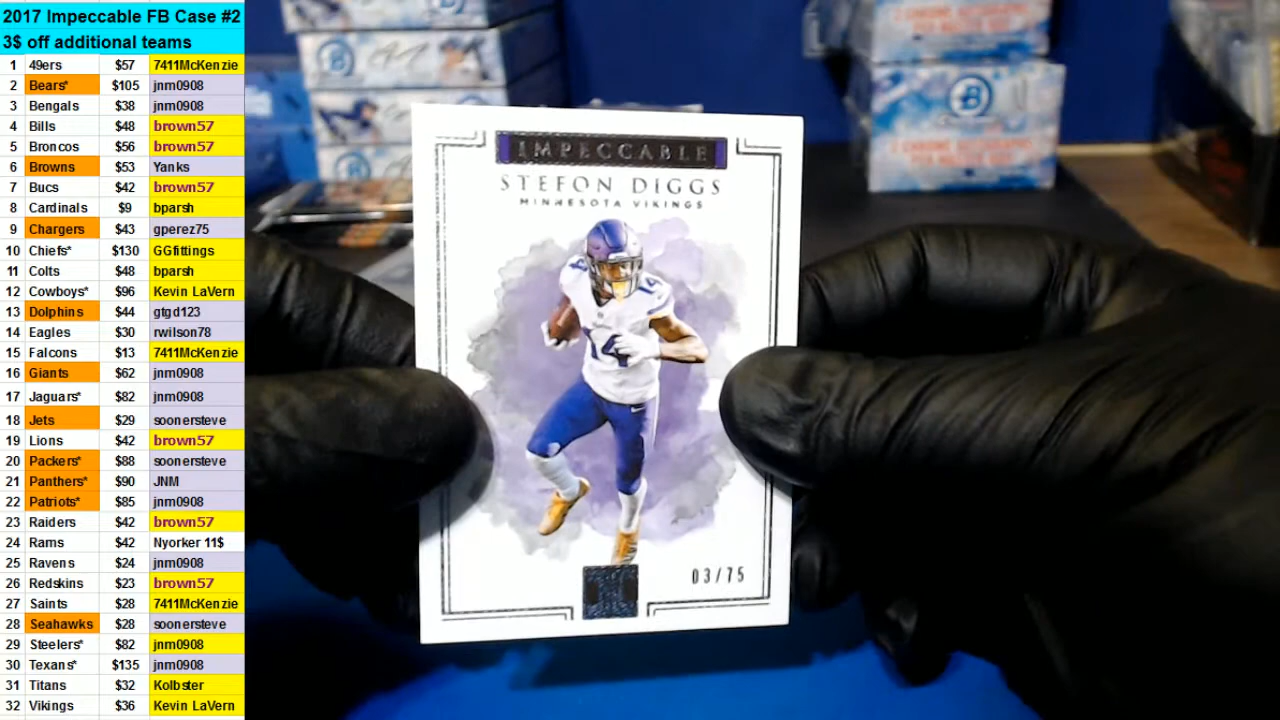 2017 Impeccable FB Case #2
3$ off additional teams
1 49ers $57 7411McKenzie
2 Bears* $105 jnm0908
3 Bengals $38 jnm0908
4 Bills $48 brown57
5 Broncos $56 brown57
6 Browns $53 Yanks
7 Bucs $42 brown57
8 Cardinals $9 bparsh
9 Chargers $43 gperez75
10 Chiefs* $130 GGfittings
11 Colts $48 bparsh
12 Cowboys* $96 Kevin LaVern
13 Dolphins $44 gtgd123
14 Eagles $30 rwilson78
15 Falcons $13 7411McKenzie
16 Giants $62 jnm0908
17 Jaguars* $82 jnm0908
18 Jets $29 soonersteve
19 Lions $42 brown57
20 Packers* $88 soonersteve
21 Panthers* $90 JNM
22 Patriots* $85 jnm0908
23 Raiders $42 brown57
24 Rams $42 Nyorker 11$
25 Ravens $24 jnm0908
26 Redskins $23 brown57
27 Saints $28 7411McKenzie
28 Seahawks $28 soonersteve
29 Steelers* $82 jnm0908
30 Texans* $135 jnm0908
31 Titans $32 Kolbster
32 Vikings $36 Kevin LaVern
IMPECCABLE
STEFON DIGGS
MINNESOTA VIKINGS
14
14
03/75
B